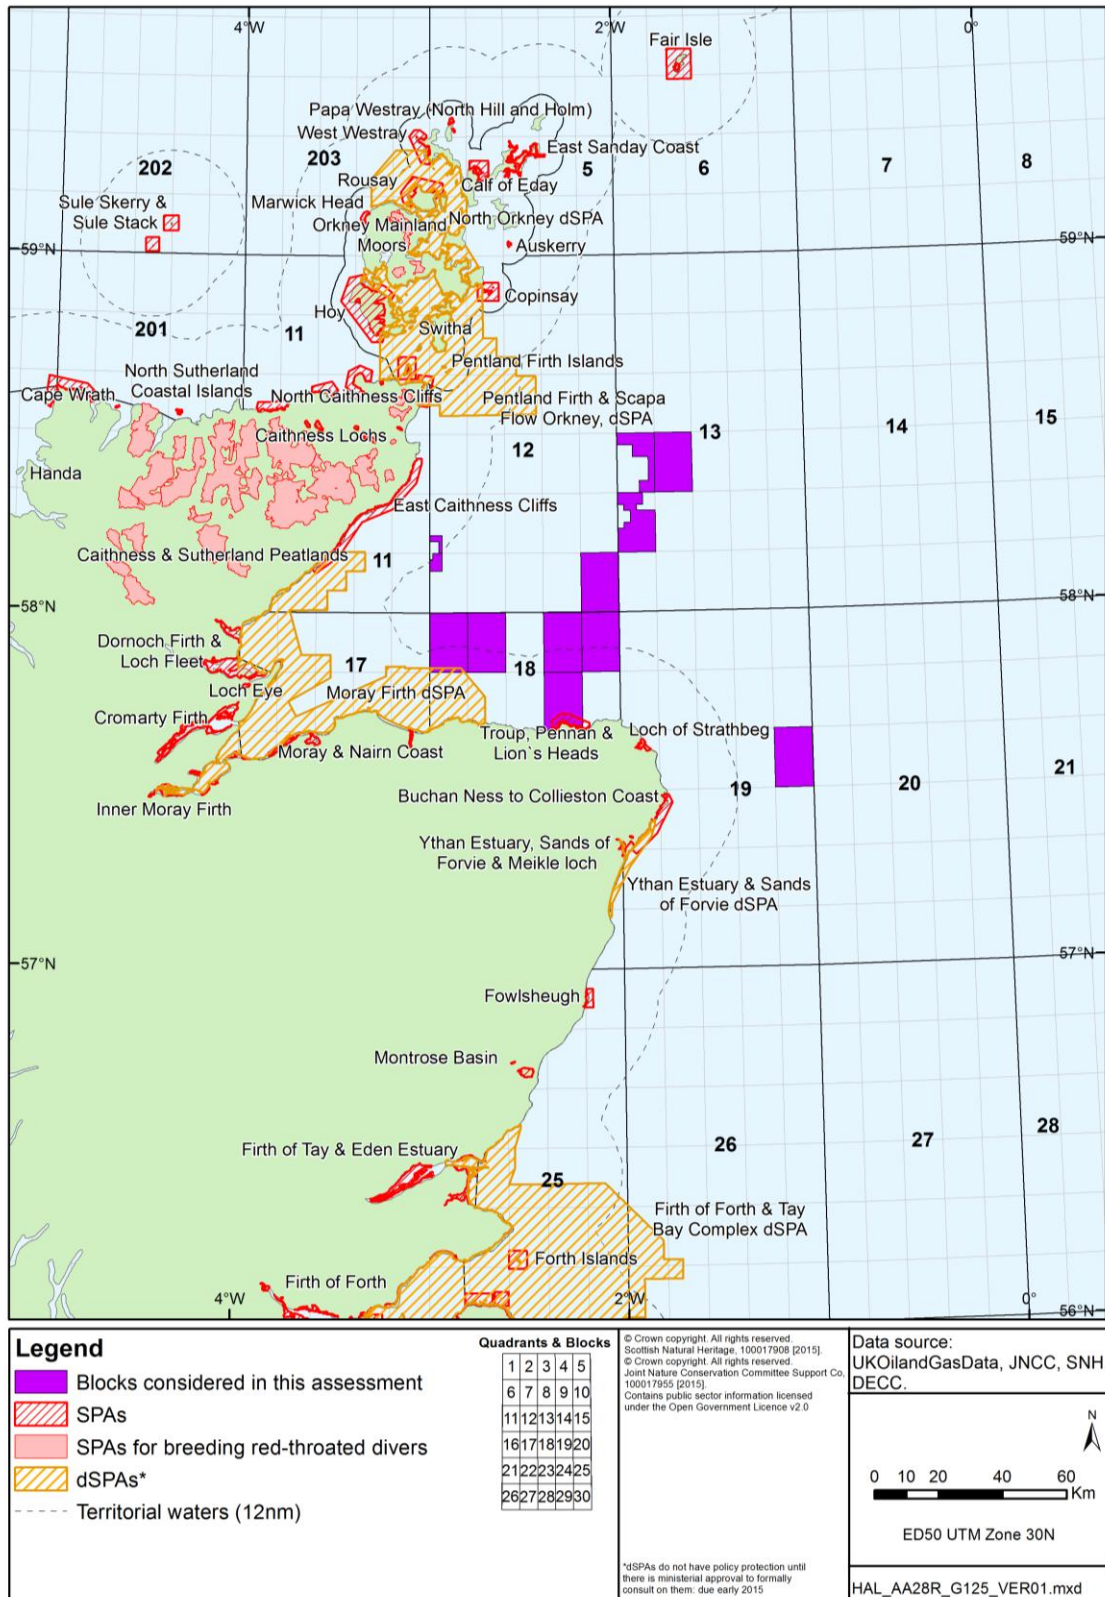 4°W
2°W
0°
Fair Isle
Papa Westray (North Hill and Holm)
West Westray
East Sanday Coast
202
203
5
6
7
8
Rousay
Calf of Eday
Sule Skerry &
Sule Stack
Marwick Head
North Orkney dSPA
Orkney Mainland
Moors
Auskerry
59°N
59°N
Copinsay
Hoy
201
11
Switha
Pentland Firth Islands
North Sutherland
Coastal Islands
Cape Wrath
North Caithness Cliffs
Pentland Firth & Scapa
Flow Orkney, dSPA
13
14
15
Caithness Lochs
12
Handa
East Caithness Cliffs
Caithness & Sutherland Peatlands
11
58°N
58°N
Dornoch Firth &
Loch Fleet
17
18
Loch Eye
Moray Firth dSPA
Cromarty Firth
Troup, Pennan &
Lion`s Heads
Loch of Strathbeg
Moray & Nairn Coast
21
20
19
Inner Moray Firth
Buchan Ness to Collieston Coast
Ythan Estuary, Sands of
Forvie & Meikle loch
Ythan Estuary & Sands
of Forvie dSPA
57°N
57°N
Fowlsheugh
Montrose Basin
26
27
28
Firth of Tay & Eden Estuary
25
Firth of Forth & Tay
Bay Complex dSPA
Forth Islands
Firth of Forth
4°W
2°W
0°
56°N
Legend
Blocks considered in this assessment
SPAs
SPAs for breeding red-throated divers
dSPAs*
Territorial waters (12nm)
Quadrants & Blocks
1 2 3 4 5
6 7 8 9 10
11 12 13 14 15
16 17 18 19 20
21 22 23 24 25
26 27 28 29 30
© Crown copyright. All rights reserved.
Scottish Natural Heritage, 100017908 [2015].
© Crown copyright. All rights reserved.
Joint Nature Conservation Committee Support Co,
100017955 [2015].
Contains public sector information licensed
under the Open Government Licence v2.0
*dSPAs do not have policy protection until
there is ministerial approval to formally
consult on them: due early 2015
Data source:
UKOilandGasData, JNCC, SNH
DECC.
N
0 10 20 40 60
Km
ED50 UTM Zone 30N
HAL_AA28R_G125_VER01.mxd